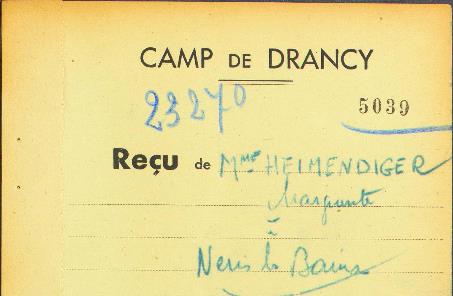 CAMP DE DRANCY
23270
5039
Reçu de Mme HEIMENDIGER
Marguerite
à
Neris les Bains